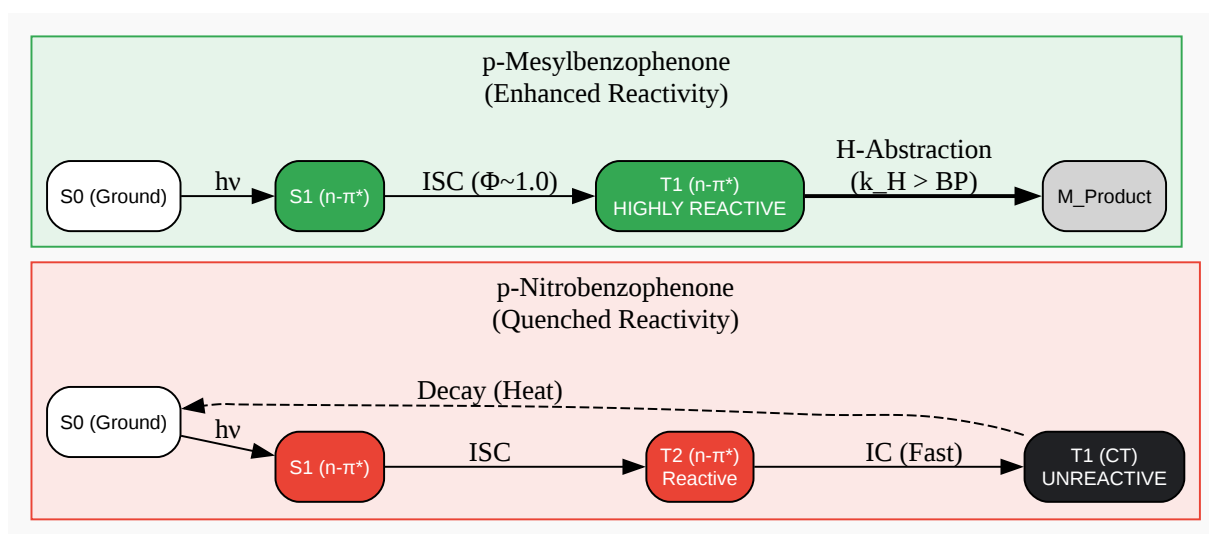 p-Mesylbenzophenone
(Enhanced Reactivity)
S0 (Ground)
hν
S1 (n-π*)
ISC (Φ~1.0)
T1 (n-π*)
HIGHLY REACTIVE
H-Abstraction
(k_H > BP)
M_Product
p-Nitrobenzophenone
(Quenched Reactivity)
Decay (Heat)
S0 (Ground)
hν
S1 (n-π*)
ISC
T2 (n-π*)
Reactive
IC (Fast)
T1 (CT)
UNREACTIVE